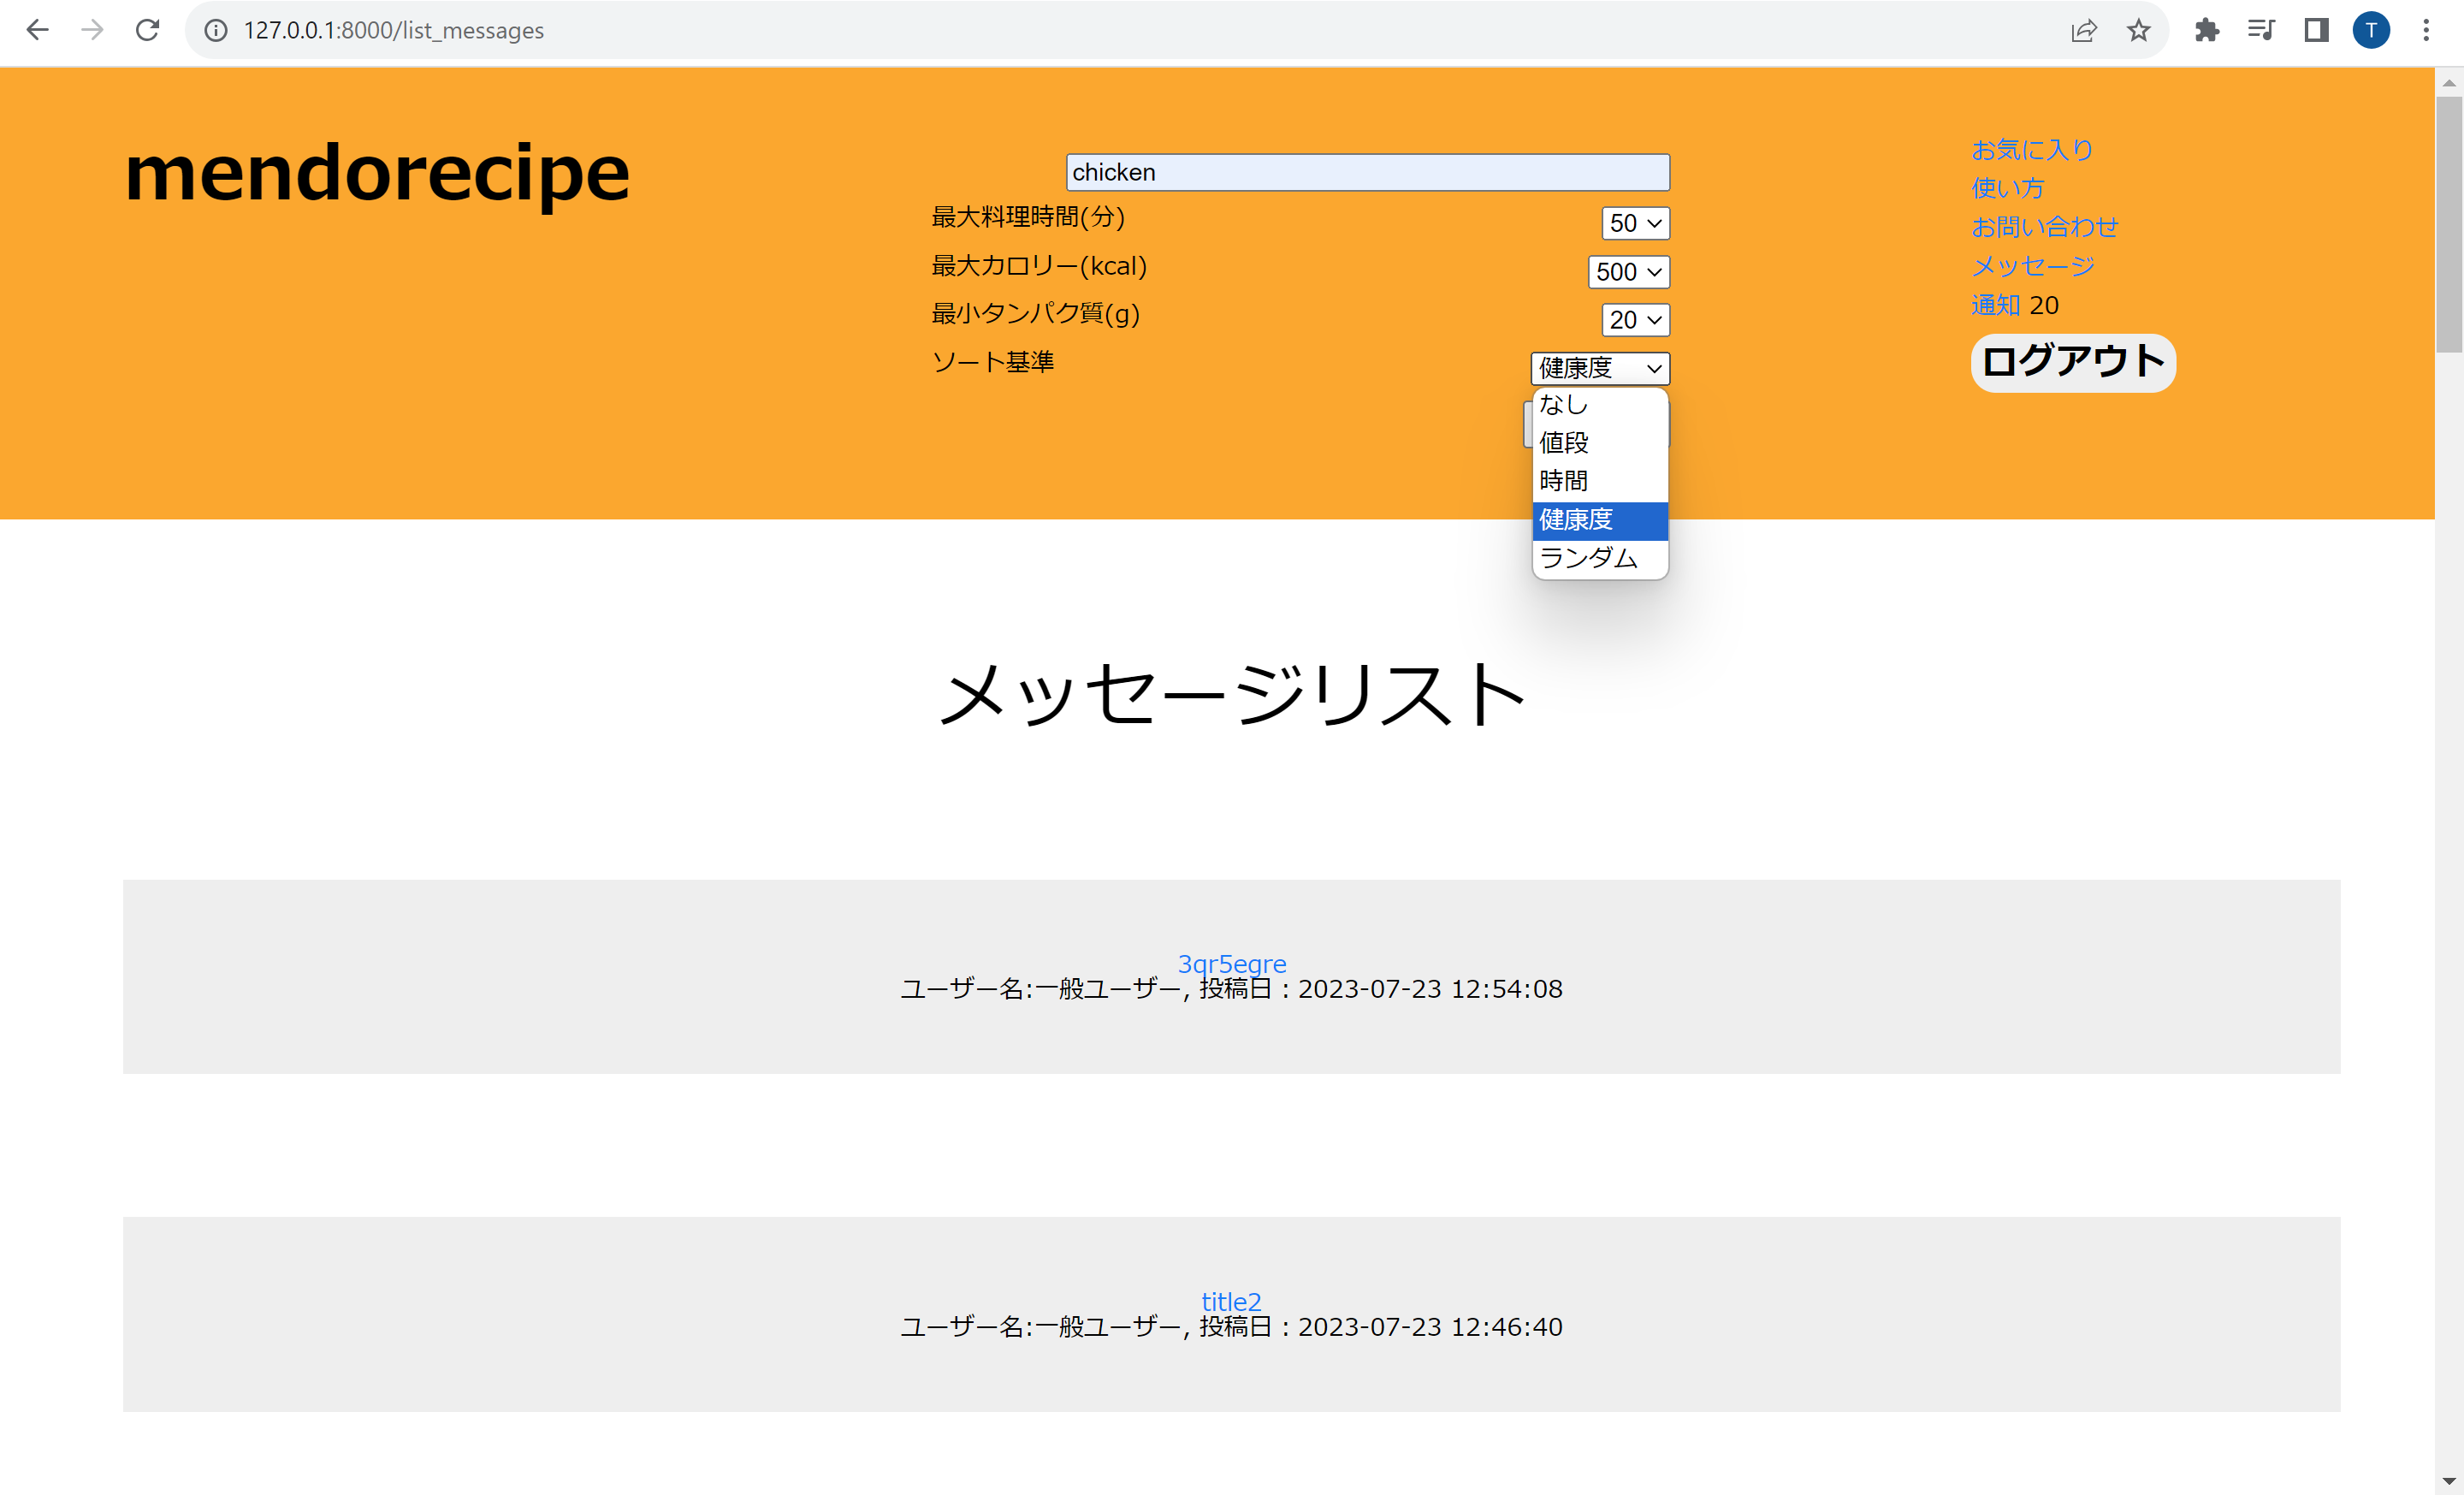 127.0.0.1:8000/list_messages
T
mendorecipe
chicken
最大料理時間(分) 50
最大カロリー(kcal) 500
最小タンパク質(g) 20
ソート基準 健康度
なし
値段
時間
健康度
ランダム
お気に入り
使い方
お問い合わせ
メッセージ
通知 20
ログアウト
メッセージリスト
3qr5egre
ユーザー名:一般ユーザー, 投稿日 : 2023-07-23 12:54:08
title2
ユーザー名:一般ユーザー, 投稿日 : 2023-07-23 12:46:40